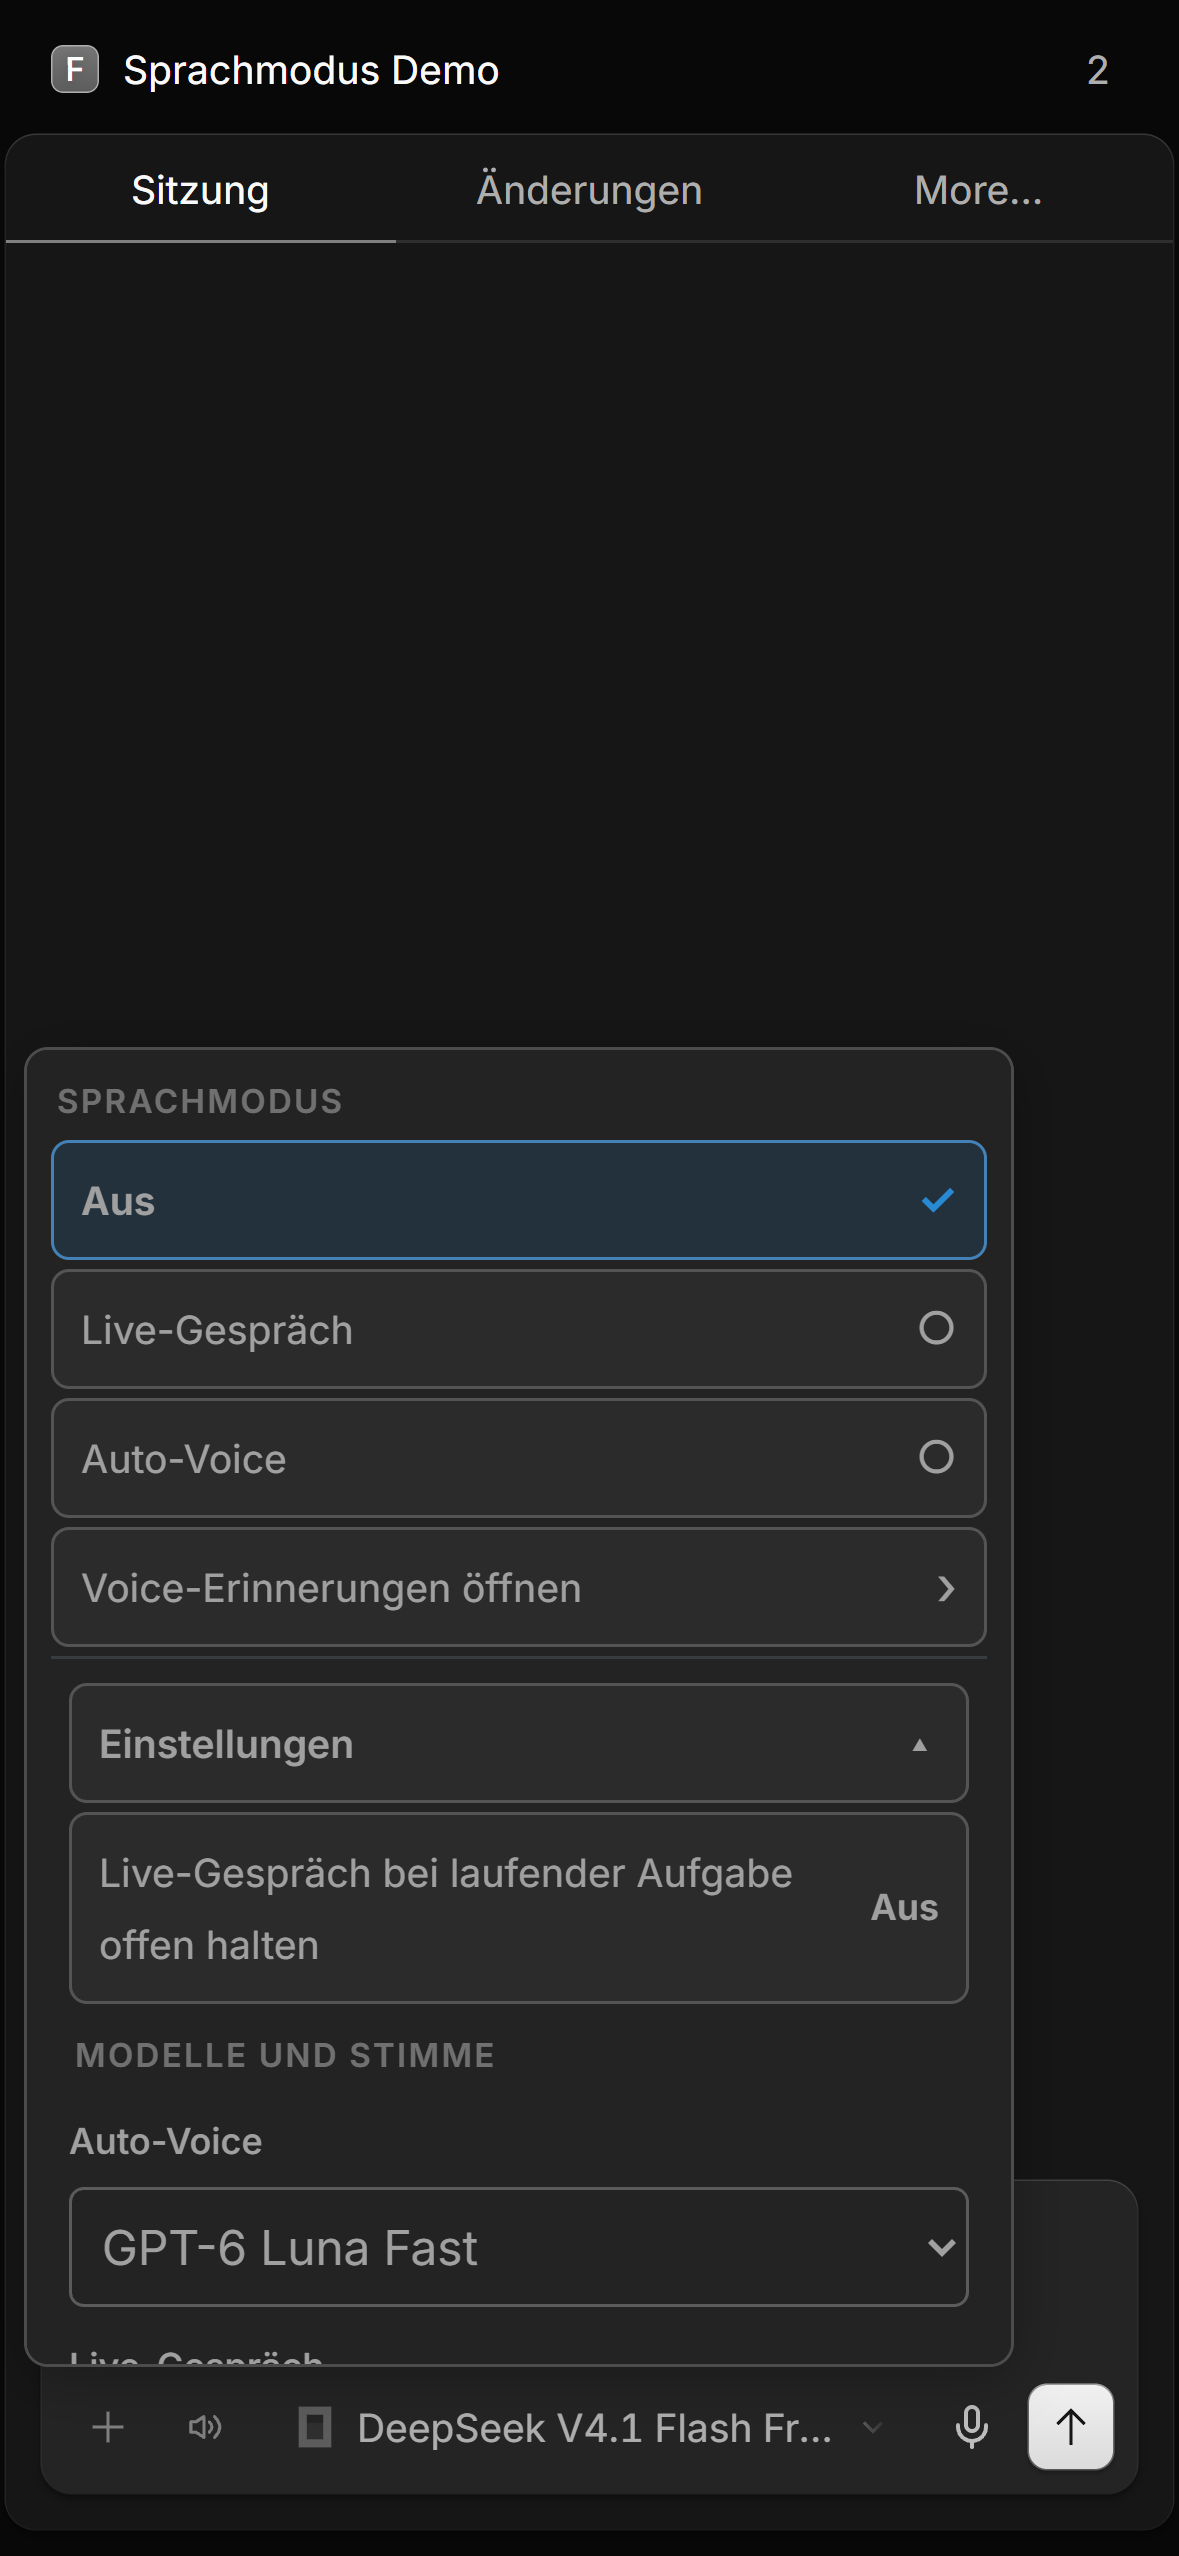 F Sprachmodus Demo 2
Sitzung Änderungen More...
SPRACHMODUS
Aus
Live-Gespräch
Auto-Voice
Voice-Erinnerungen öffnen
Einstellungen
Live-Gespräch bei laufender Aufgabe
offen halten
Aus
MODELLE UND STIMME
Auto-Voice
GPT-6 Luna Fast
Live-Gespräch
DeepSeek V4.1 Flash Fr...